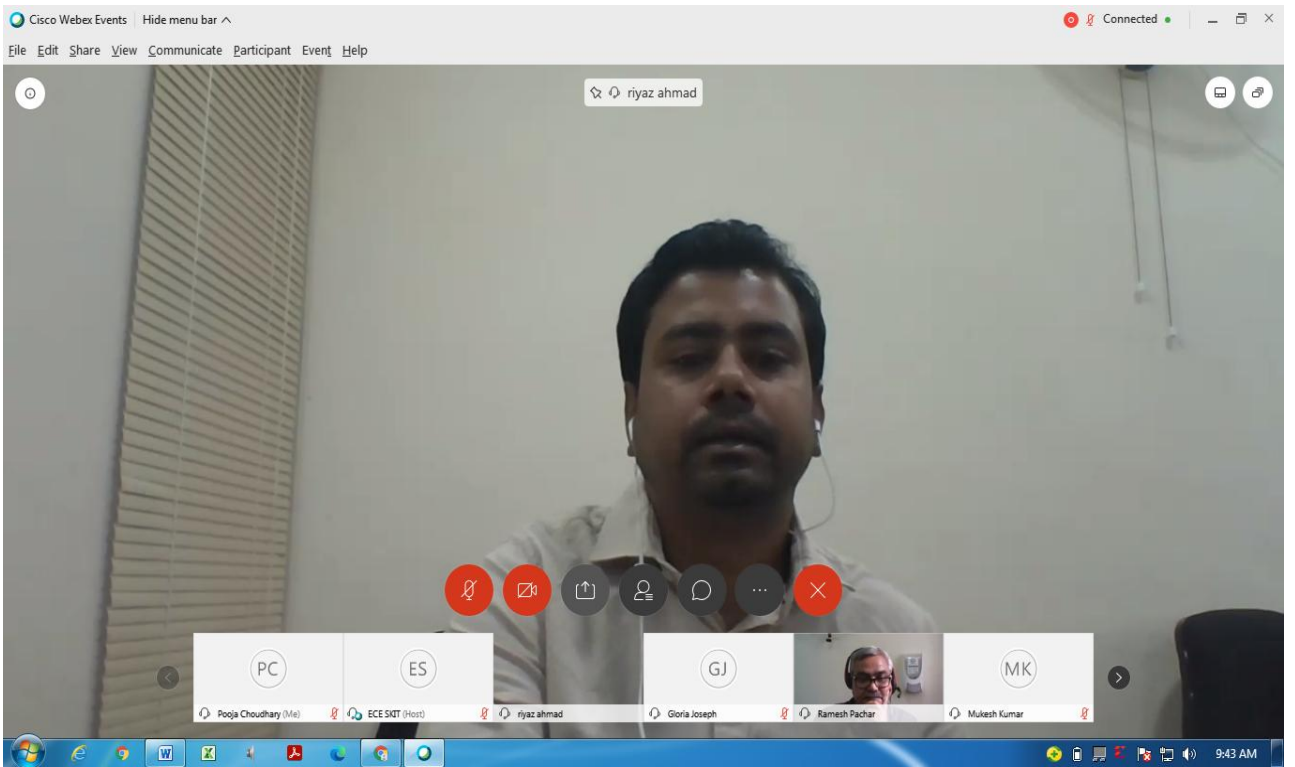 Cisco Webex Events Hide menu bar Connected
File Edit Share View Communicate Participant Event Help
riyaz ahmad
PC ES GJ MK
Pooja Choudhary (Me) ECE SKIT (Host) riyaz ahmad Gloria Joseph Ramesh Pachar Mukesh Kumar
9:43 AM